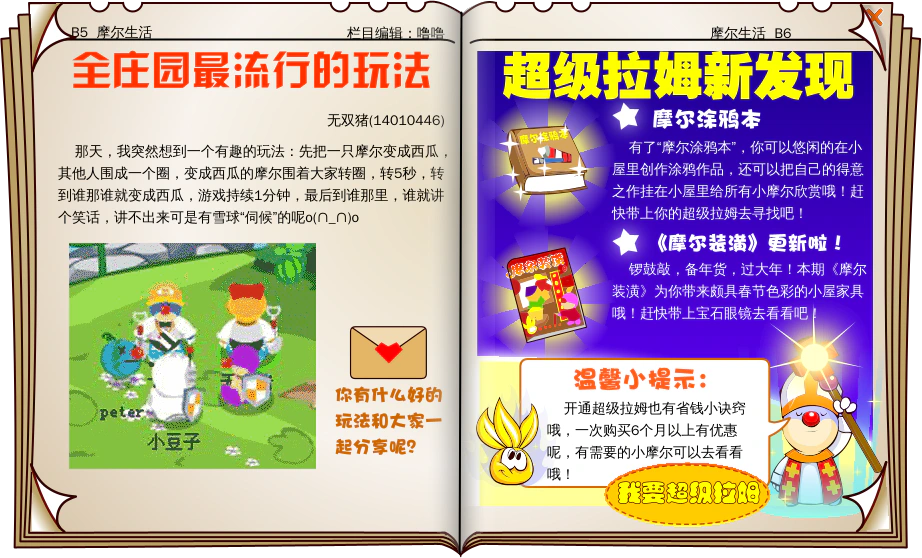 B5 摩尔生活
栏目编辑：噜噜
全庄园最流行的玩法
无双猪(14010446)
那天，我突然想到一个有趣的玩法：先把一只摩尔变成西瓜，
其他人围成一个圈，变成西瓜的摩尔围着大家转圈，转5秒，转
到谁那谁就变成西瓜，游戏持续1分钟，最后到谁那里，谁就讲
个笑话，讲不出来可是有雪球“伺候”的呢o(∩_∩)o
peter
小豆子
你有什么好的
玩法和大家一
起分享呢？
摩尔生活 B6
超级拉姆新发现
摩尔涂鸦本
摩尔涂鸦本
有了“摩尔涂鸦本”，你可以悠闲的在小
屋里创作涂鸦作品，还可以把自己的得意
之作挂在小屋里给所有小摩尔欣赏哦！赶
快带上你的超级拉姆去寻找吧！
摩尔装潢
《摩尔装潢》更新啦！
锣鼓敲，备年货，过大年！本期《摩尔
装潢》为你带来颇具春节色彩的小屋家具
哦！赶快带上宝石眼镜去看看吧！
温馨小提示：
开通超级拉姆也有省钱小诀窍
哦，一次购买6个月以上有优惠
呢，有需要的小摩尔可以去看看
哦！
我要超级拉姆